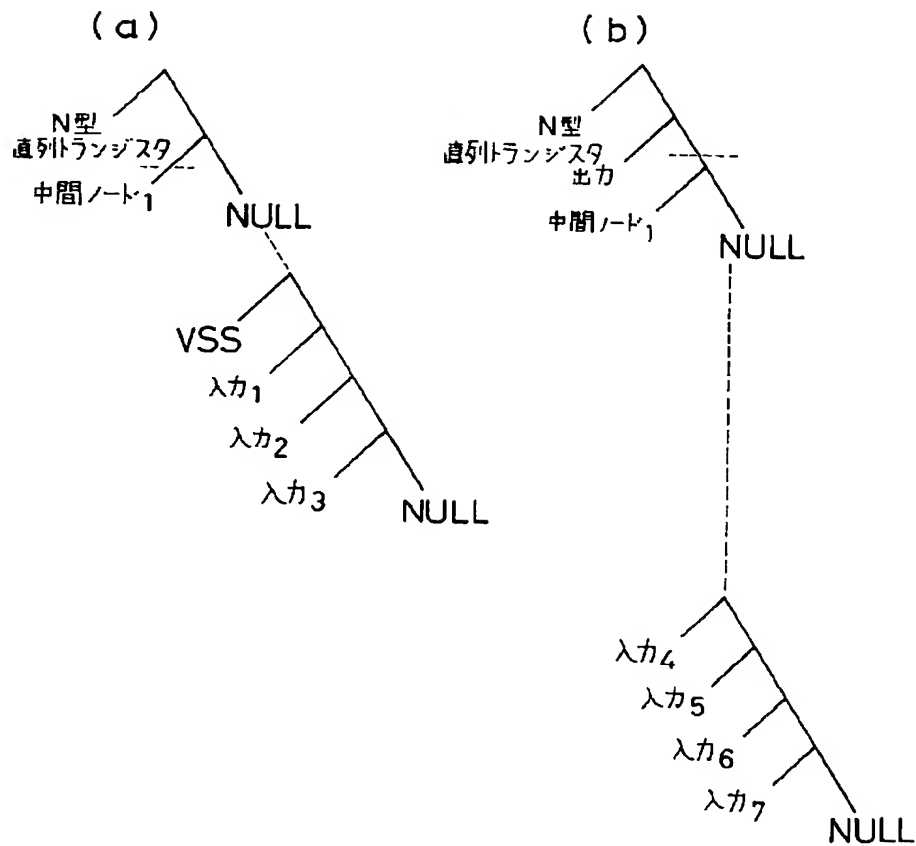 (a)
N型
直列トランジスタ
中間ノード1
NULL
VSS
入力1
入力2
入力3
NULL
(b)
N型
直列トランジスタ
出力
中間ノード1
NULL
入力4
入力5
入力6
入力7
NULL